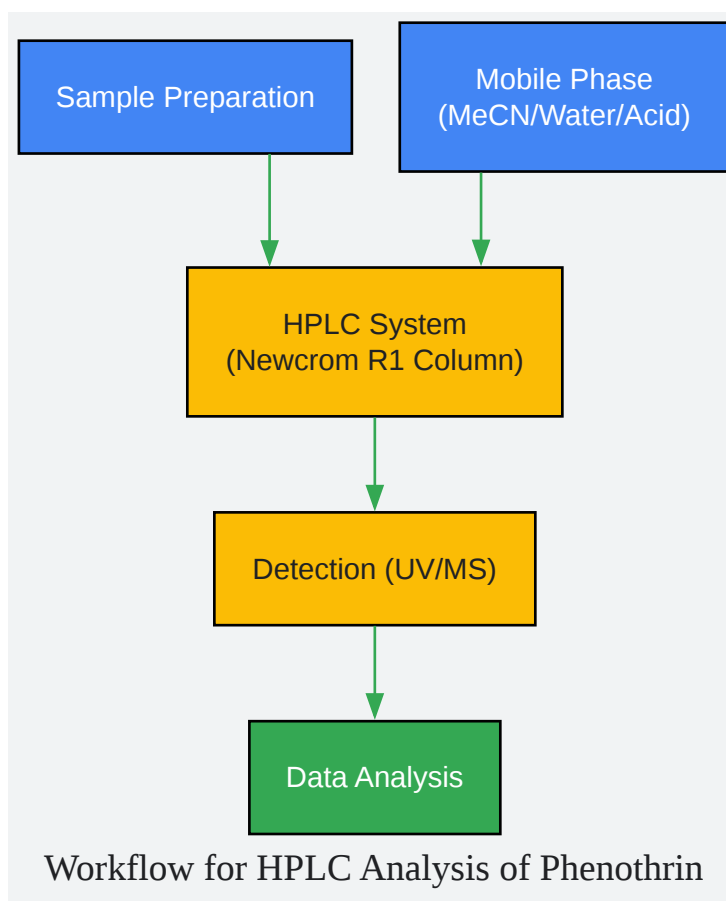 Sample Preparation
Mobile Phase
(MeCN/Water/Acid)
HPLC System
(Newcrom R1 Column)
Detection (UV/MS)
Data Analysis
Workflow for HPLC Analysis of Phenothrin